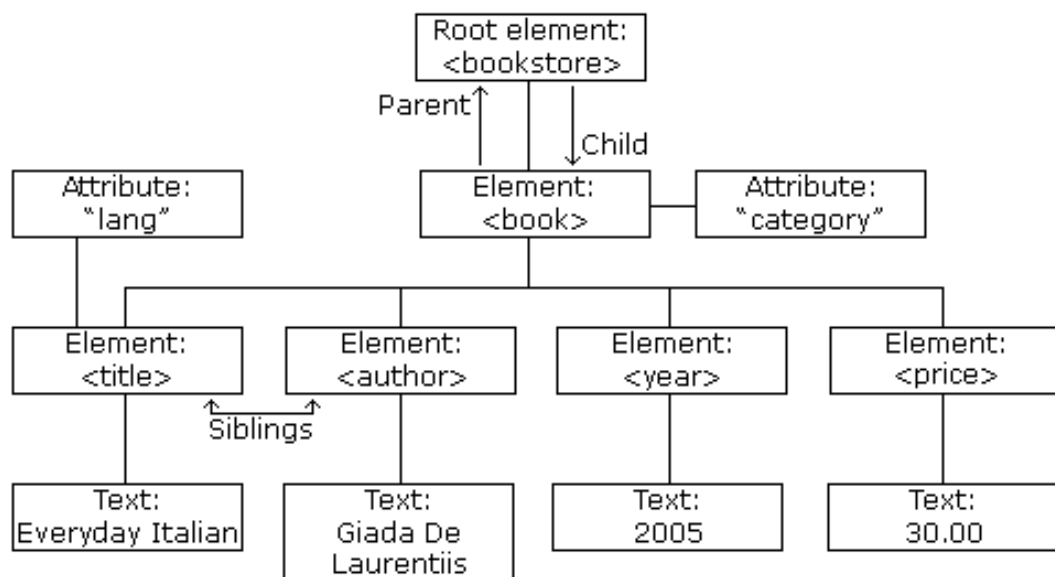 Root element:
<bookstore>
Parent
Child
Attribute:
“lang”
Element:
<book>
Attribute:
“category”
Element:
<title>
Element:
<author>
Element:
<year>
Element:
<price>
Siblings
Text:
Everyday Italian
Text:
Giada De
Laurentiis
Text:
2005
Text:
30.00